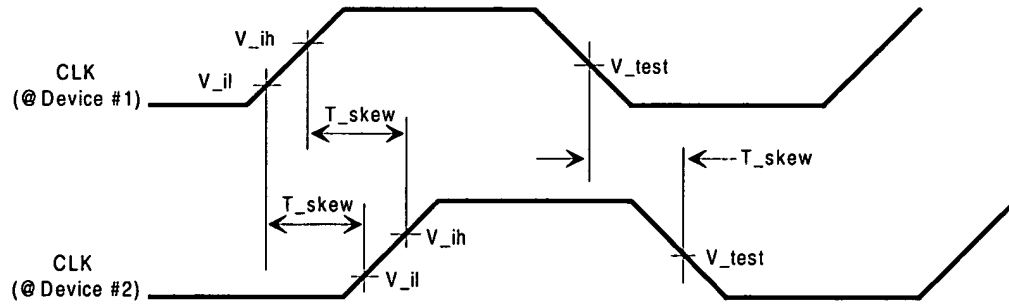 V_ih
V_il
V_test
CLK
(@ Device #1)
T_skew
T_skew
T_skew
V_ih
V_il
V_test
CLK
(@ Device #2)